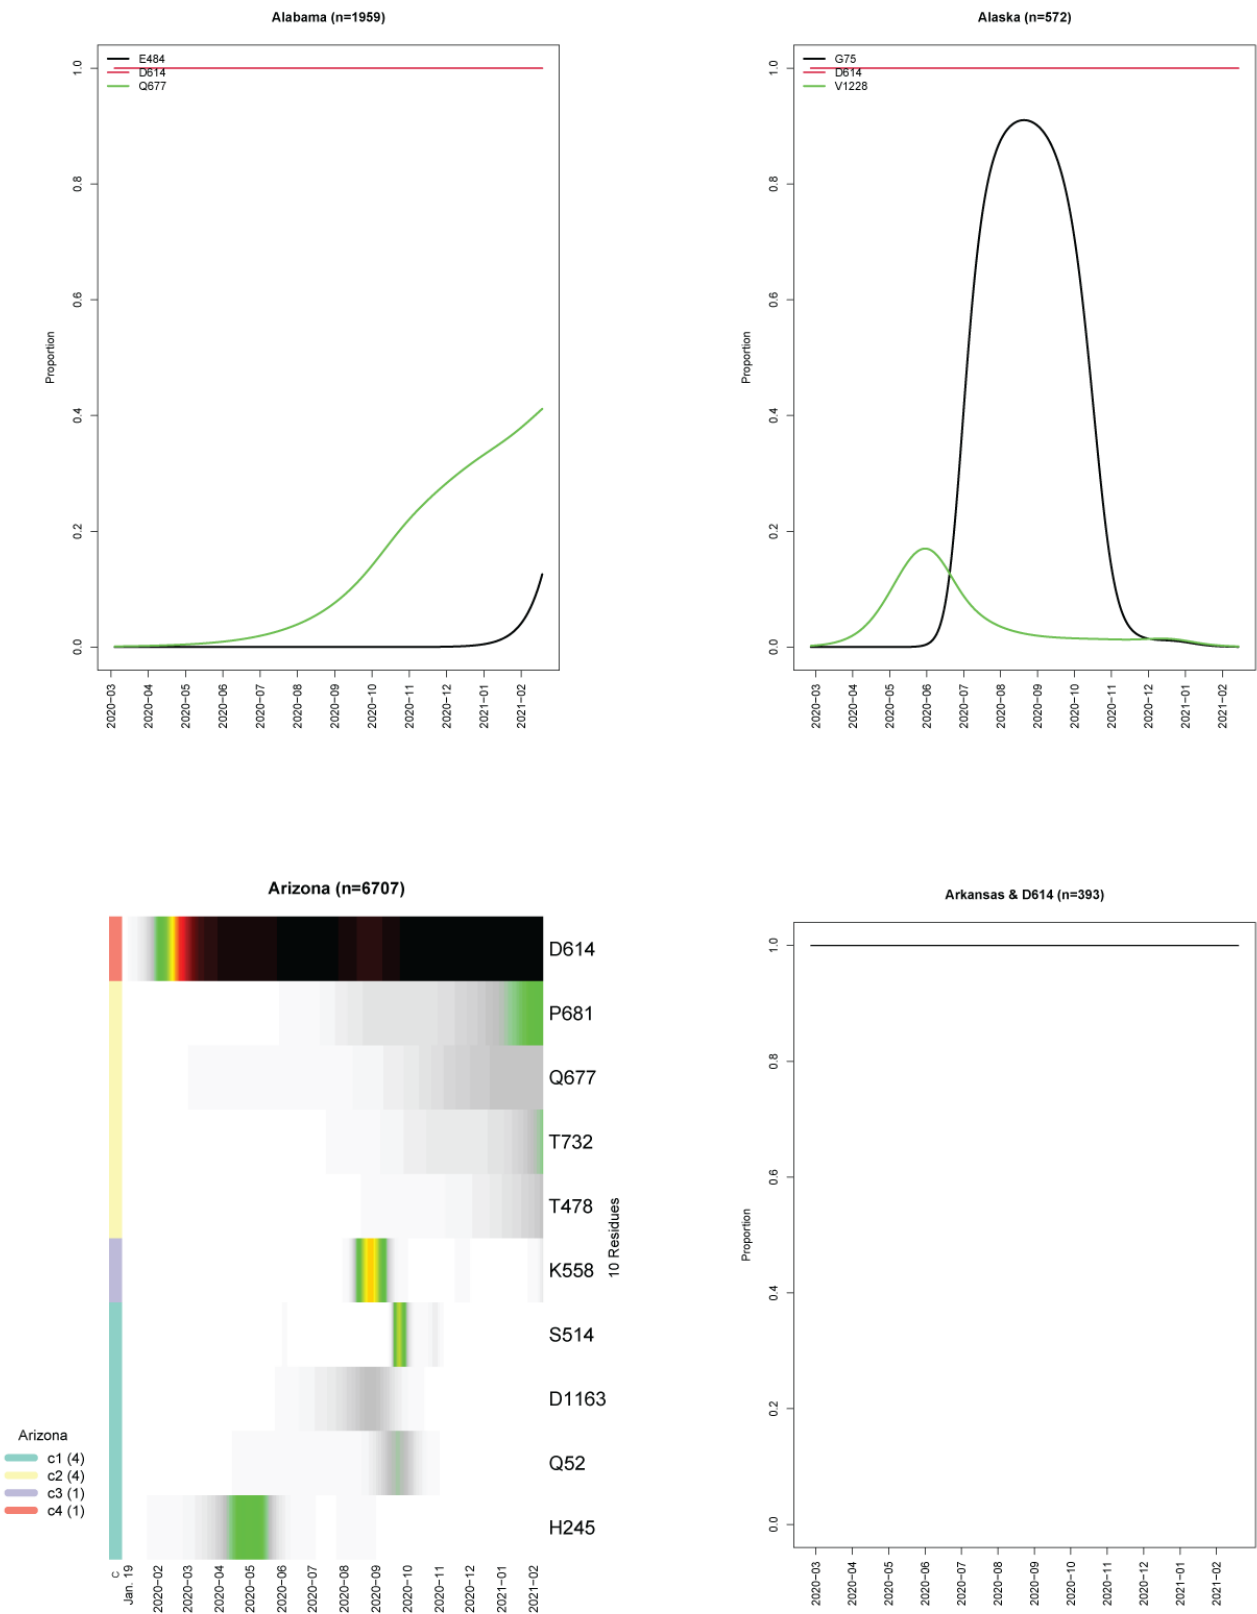 Alabama (n=1959)
E484
D614
Q677
1.0
0.8
0.6
0.4
0.2
0.0
Proportion
2020−03
2020−04
2020−05
2020−06
2020−07
2020−08
2020−09
2020−10
2020−11
2020−12
2021−01
2021−02
Alaska (n=572)
G75
D614
V1228
1.0
0.8
0.6
0.4
0.2
0.0
Proportion
2020−03
2020−04
2020−05
2020−06
2020−07
2020−08
2020−09
2020−10
2020−11
2020−12
2021−01
2021−02
Arizona (n=6707)
D614
P681
Q677
T732
T478
K558
S514
D1163
Q52
H245
10 Residues
Arizona
c1 (4)
c2 (4)
c3 (1)
c4 (1)
C
Jan. 19
2020−02
2020−03
2020−04
2020−05
2020−06
2020−07
2020−08
2020−09
2020−10
2020−11
2020−12
2021−01
2021−02
Arkansas & D614 (n=393)
1.0
0.8
0.6
0.4
0.2
0.0
Proportion
2020−03
2020−04
2020−05
2020−06
2020−07
2020−08
2020−09
2020−10
2020−11
2020−12
2021−01
2021−02